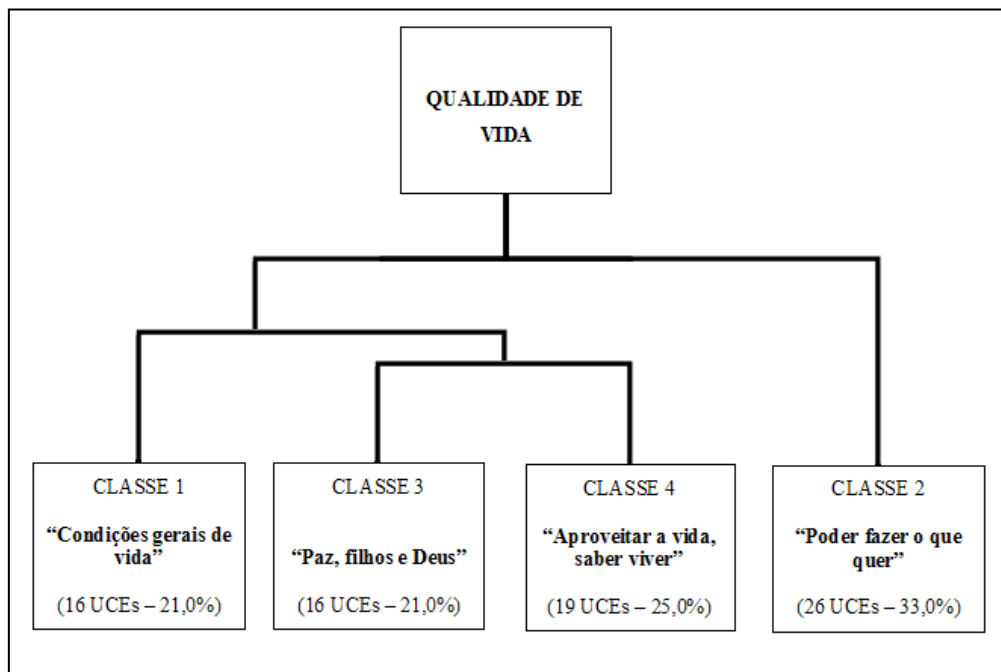 QUALIDADE DE
VIDA
CLASSE 1
“Condições gerais de
vida”
(16 UCEs – 21,0%)
CLASSE 3
“Paz, filhos e Deus”
(16 UCEs – 21,0%)
CLASSE 4
“Aproveitar a vida,
saber viver”
(19 UCEs – 25,0%)
CLASSE 2
“Poder fazer o que
quer”
(26 UCEs – 33,0%)